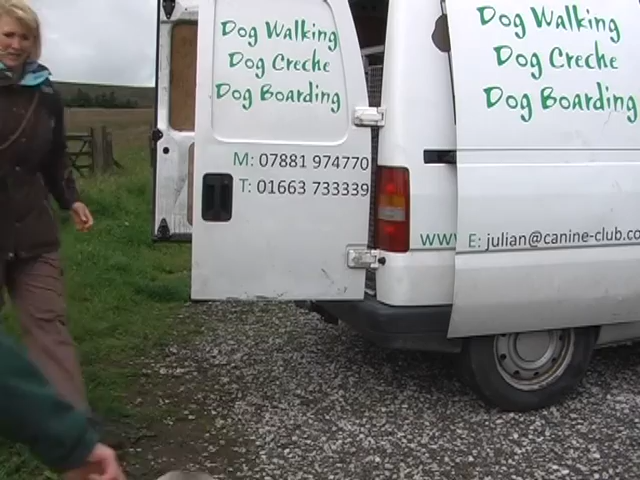 Dog Walking
Dog Creche
Dog Boarding
M: 07881 974770
T: 01663 733339
Dog Walking
Dog Creche
Dog Boarding
www E: julian@canine-club.co